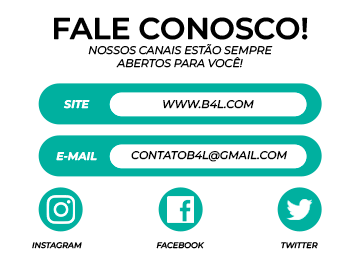 FALE CONOSCO!
NOSSOS CANAIS ESTÃO SEMPRE
ABERTOS PARA VOCÊ!
SITE WWW.B4L.COM
E-MAIL CONTATOB4L@GMAIL.COM
INSTAGRAM FACEBOOK TWITTER